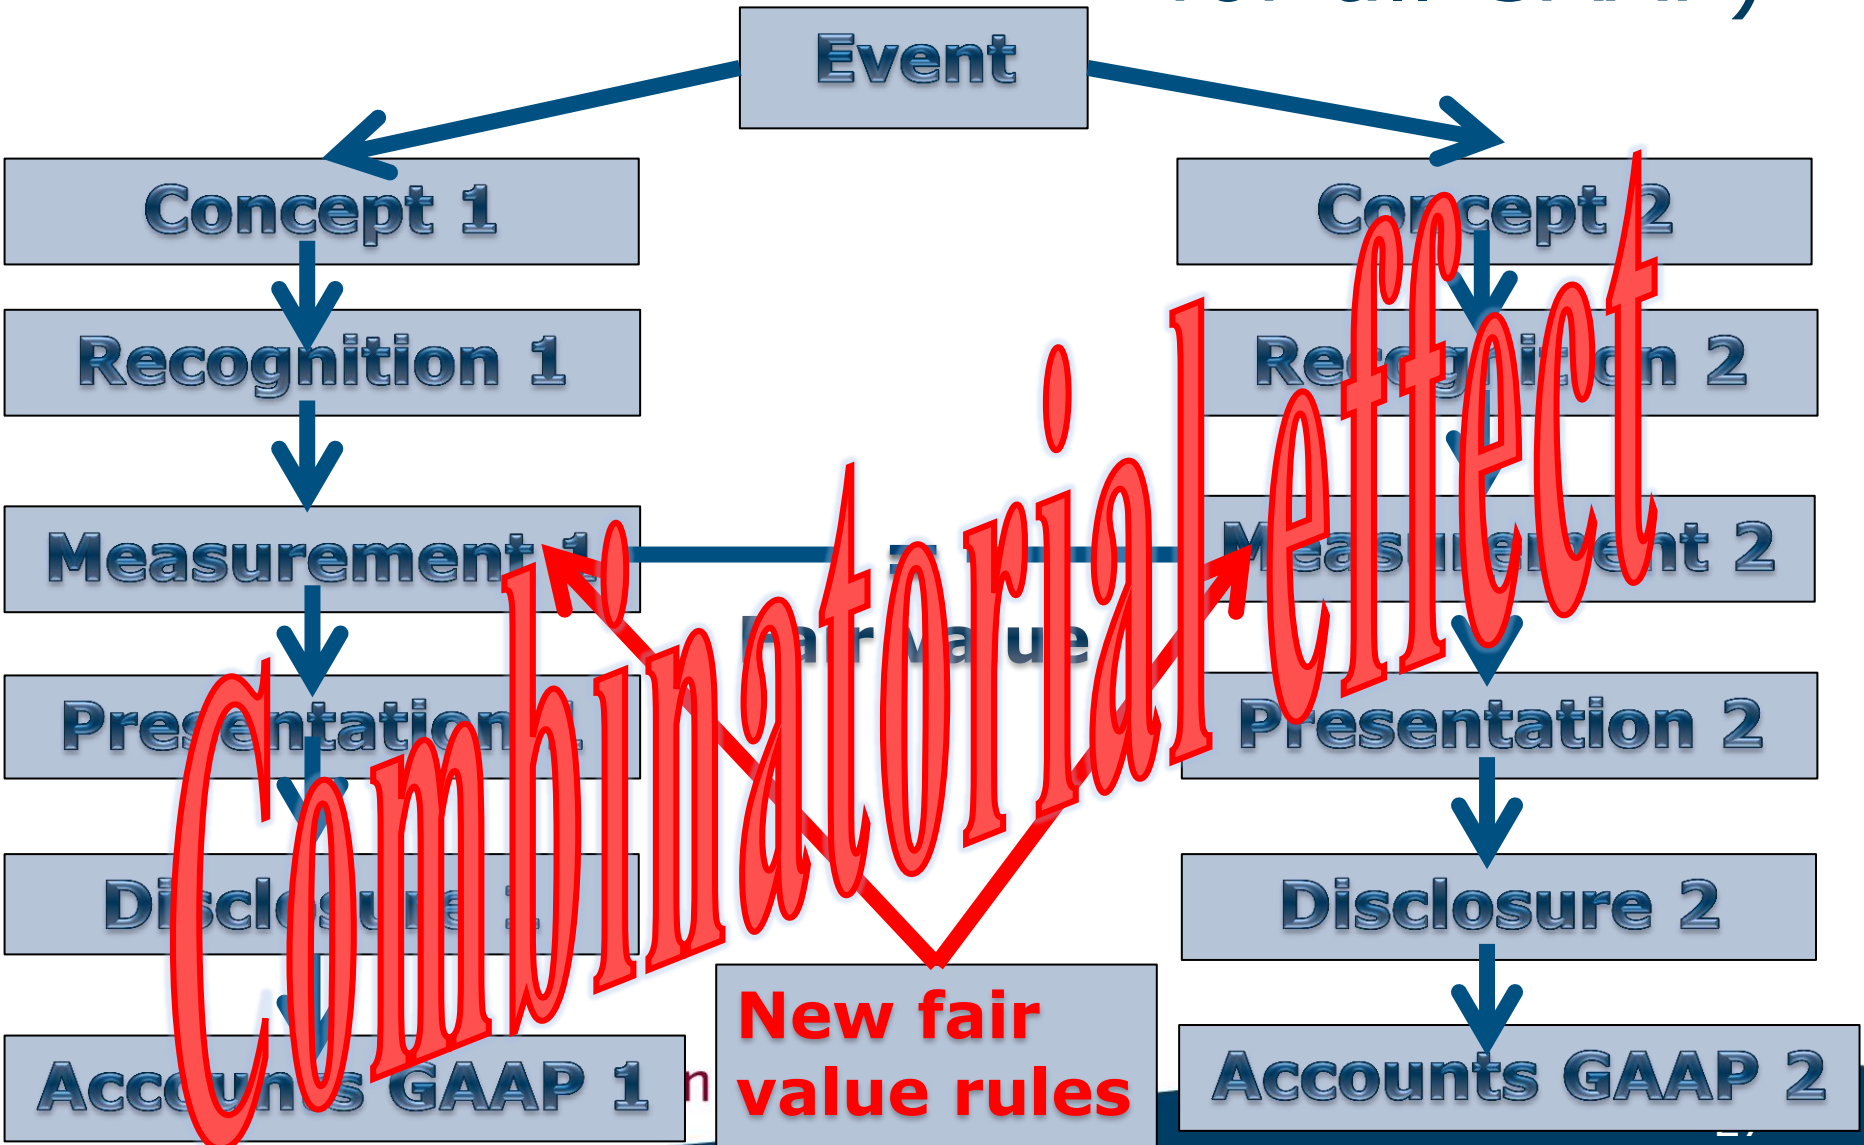 Event
Concept 1
Concept 2
Recognition 1
Recognition 2
Measurement 1
=
Measurement 2
Fair value
Presentation 1
Presentation 2
Disclosure 1
Disclosure 2
New fair
value rules
Accounts GAAP 1
Accounts GAAP 2
Combinatorial effect